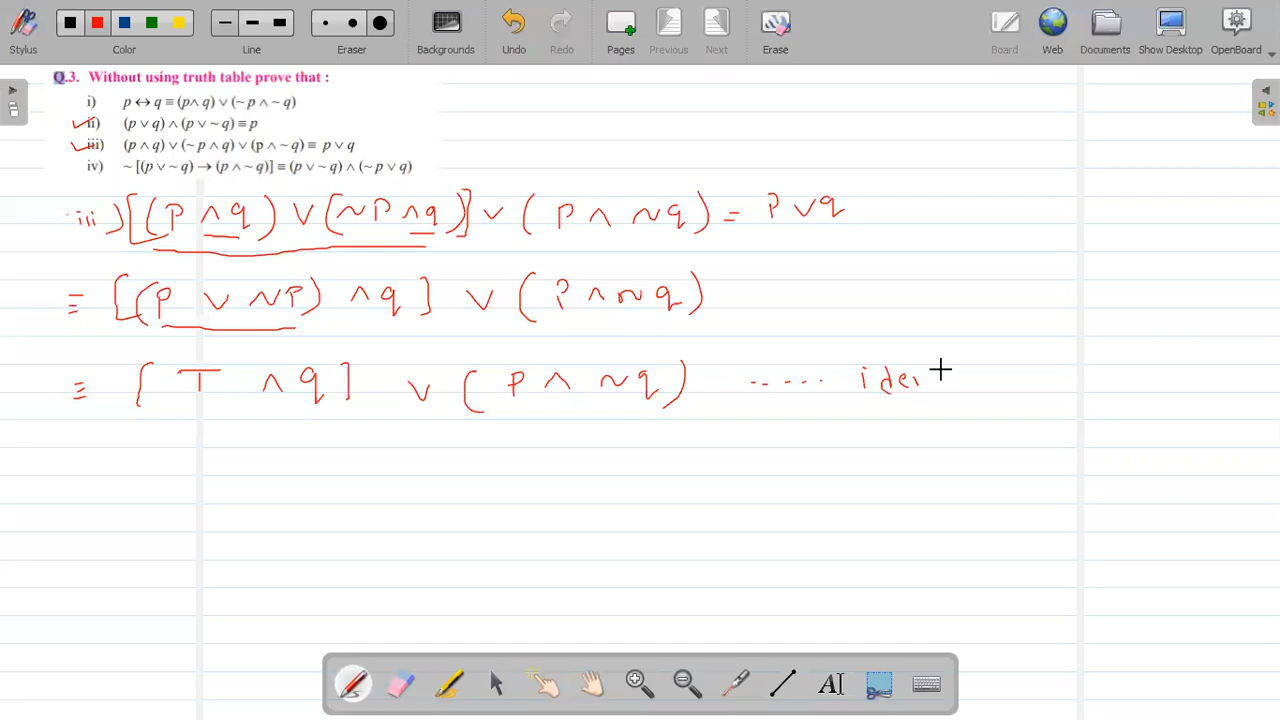 Stylus
Color
Line
Eraser
Backgrounds
Undo
Redo
Pages
Previous
Next
Erase
Board
Web
Documents
Show Desktop
OpenBoard
Q.3. Without using truth table prove that :
i) p ↔ q ≡ (p ∧ q) ∨ (~ p ∧ ~ q)
ii) (p ∨ q) ∧ (p ∨ ~ q) ≡ p
iii) (p ∧ q) ∨ (~ p ∧ q) ∨ (p ∧ ~ q) ≡ p ∨ q
iv) ~ [(p ∨ ~ q) → (p ∧ ~ q)] ≡ (p ∨ ~ q) ∧ (~ p ∨ q)
iii) [(P ∧ q) ∨ (~P ∧ q)] ∨ (P ∧ ~q) = P ∨ q
≡ [(P ∨ ~P) ∧ q] ∨ (P ∧ ~q)
≡ [T ∧ q] ∨ (P ∧ ~q) ...... iden